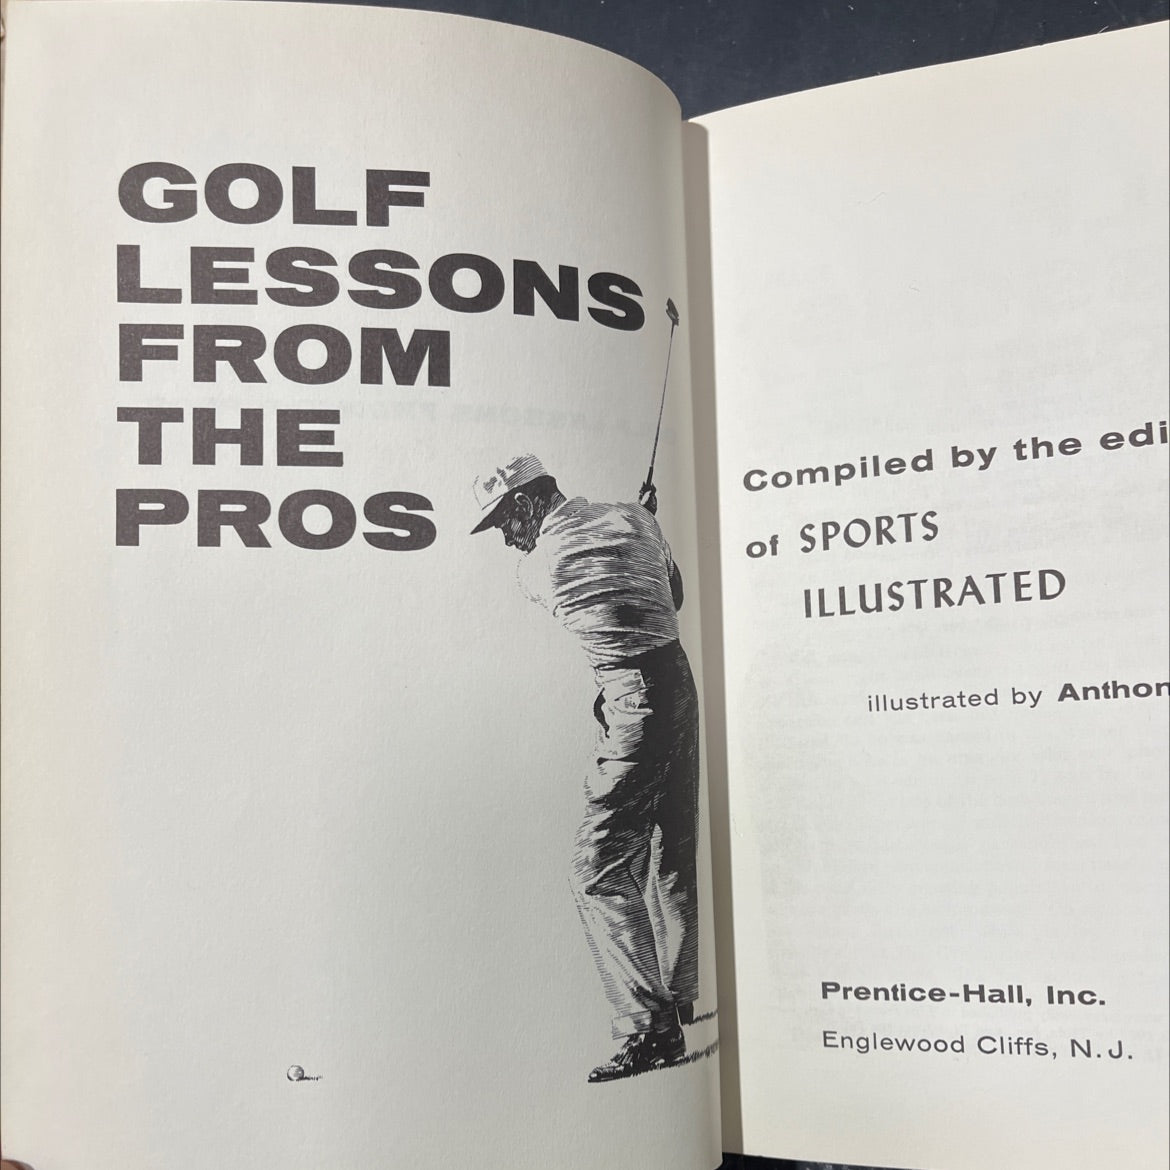 GOLF
LESSONS
FROM
THE
PROS
Compiled by the edi
of SPORTS
ILLUSTRATED
illustrated by Anthon
Prentice-Hall, Inc.
Englewood Cliffs, N.J.